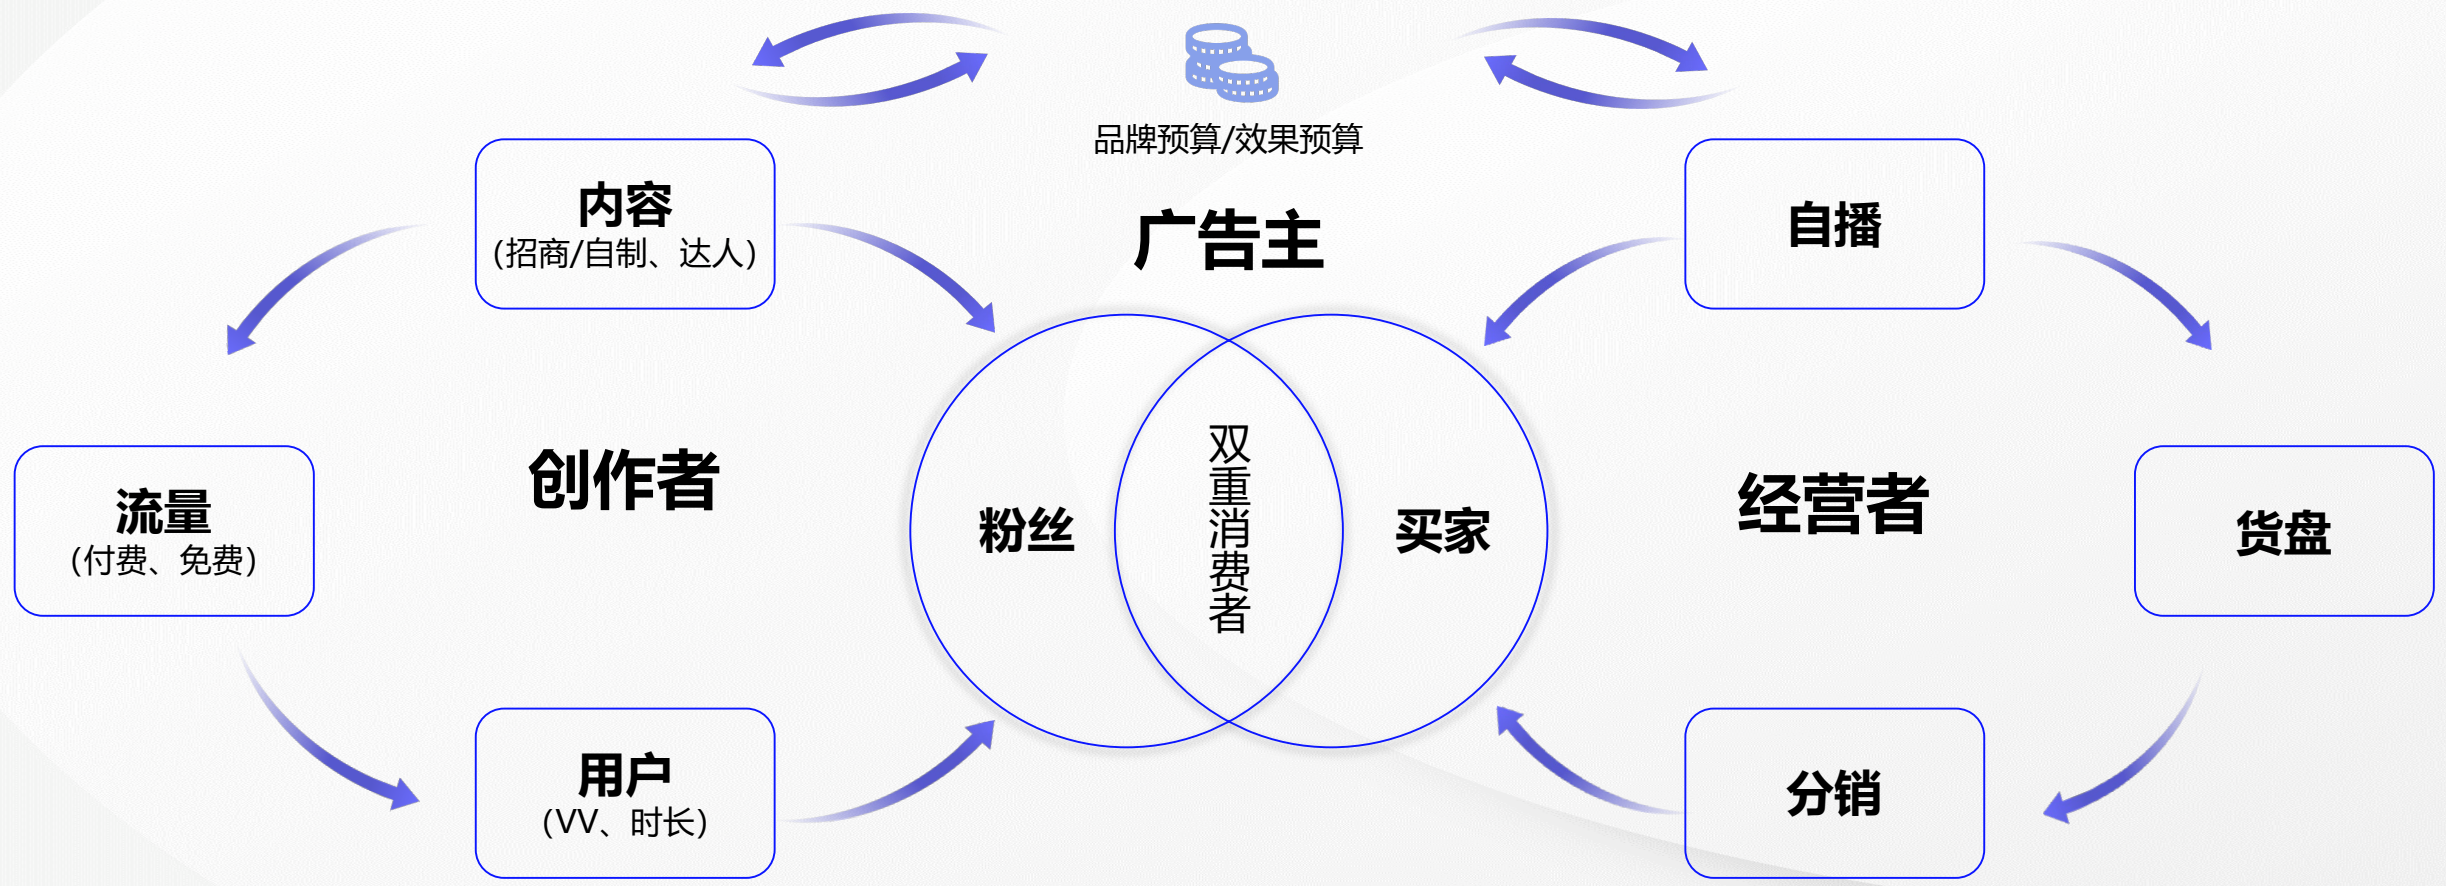 品牌预算/效果预算
广告主
内容
(招商/自制、达人)
自播
流量
(付费、免费)
创作者
粉丝
双重消费者
买家
经营者
货盘
用户
(VV、时长)
分销